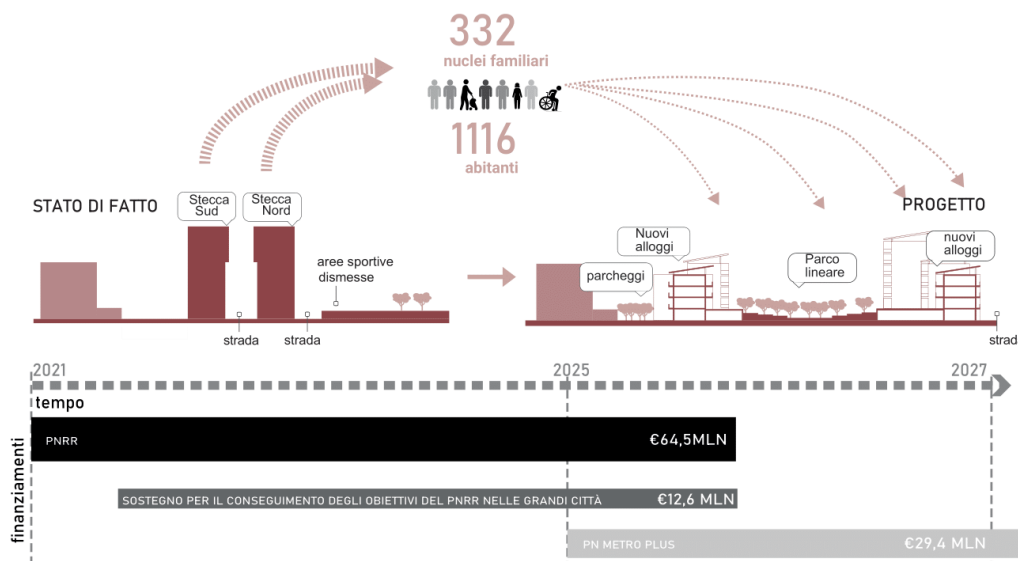 332
nuclei familiari
1116
abitanti
STATO DI FATTO
Stecca
Sud
Stecca
Nord
aree sportive
dismesse
strada
strada
PROGETTO
parcheggi
Nuovi
alloggi
Parco
lineare
nuovi
alloggi
strad
2021
2025
2027
tempo
finanziamenti
PNRR
€64,5MLN
SOSTEGNO PER IL CONSEGUIMENTO DEGLI OBIETTIVI DEL PNRR NELLE GRANDI CITTÀ
€12,6 MLN
PN METRO PLUS
€29,4 MLN